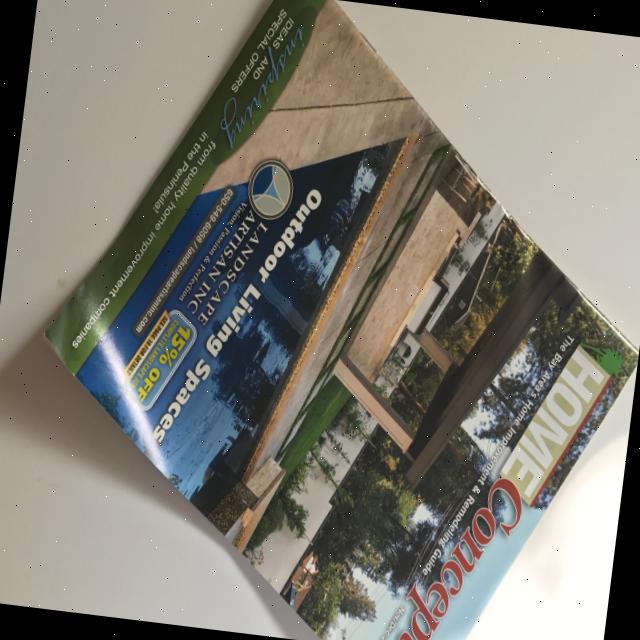 The Bay Area's Home Improvement & Remodeling Guide
HOME
Concep
Outdoor Living Spaces
LANDSCAPE
ARTISAN INC
15% OFF
IDEAS AND
SPECIAL OFFERS
inspiring
from quality home improvement companies
in the Peninsula